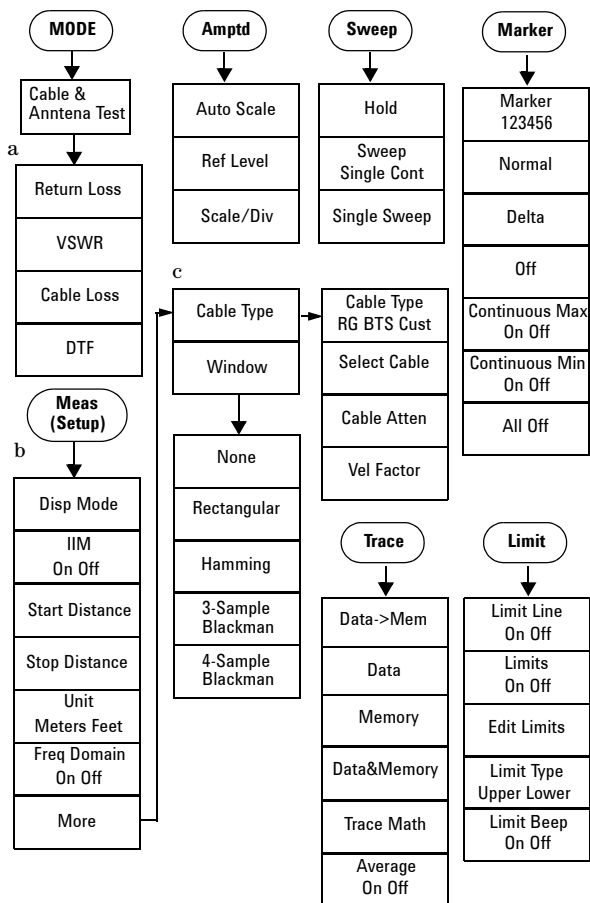 MODE
Cable &
Anntena Test
a
Return Loss
VSWR
Cable Loss
DTF
Meas
(Setup)
b
Disp Mode
IIM
On Off
Start Distance
Stop Distance
Unit
Meters Feet
Freq Domain
On Off
More
Amptd
Auto Scale
Ref Level
Scale/Div
c
Cable Type
Window
None
Rectangular
Hamming
3-Sample
Blackman
4-Sample
Blackman
Sweep
Hold
Sweep
Single Cont
Single Sweep
Cable Type
RG BTS Cust
Select Cable
Cable Atten
Vel Factor
Trace
Data->Mem
Data
Memory
Data&Memory
Trace Math
Average
On Off
Marker
Marker
123456
Normal
Delta
Off
Continuous Max
On Off
Continuous Min
On Off
All Off
Limit
Limit Line
On Off
Limits
On Off
Edit Limits
Limit Type
Upper Lower
Limit Beep
On Off